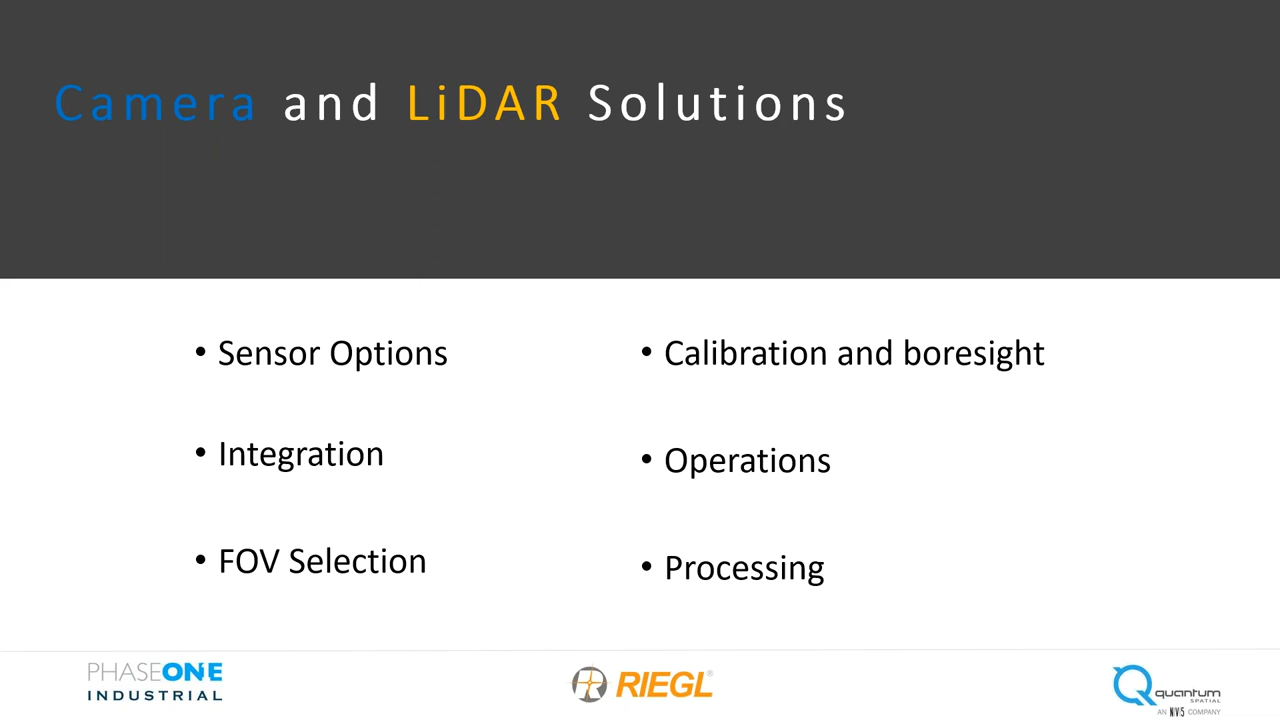 Camera and LiDAR Solutions
• Sensor Options
• Integration
• FOV Selection
• Calibration and boresight
• Operations
• Processing
PHASEONE
INDUSTRIAL
RIEGL®
quantum
SPATIAL
AN NV5 COMPANY